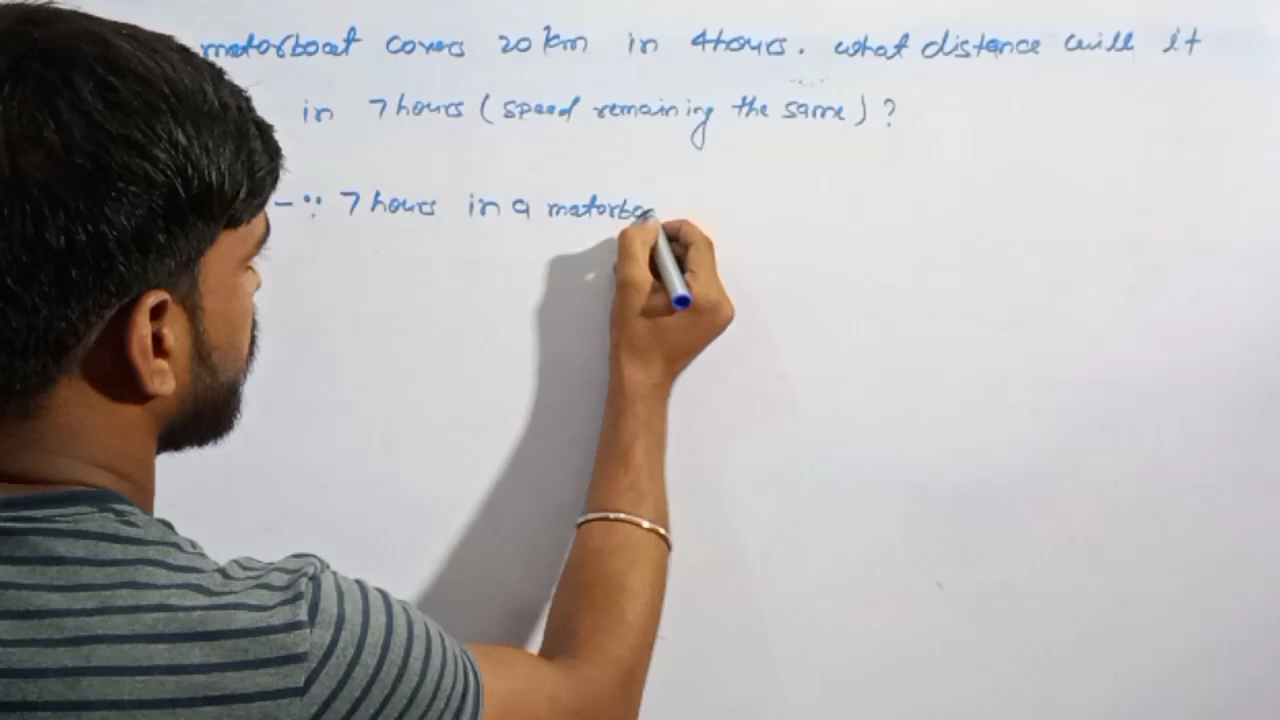 motorboat covers 20 km in 4 hours. what distance will it
in 7 hours (speed remaining the same) ?
- ∵ 7 hours in a motorbo